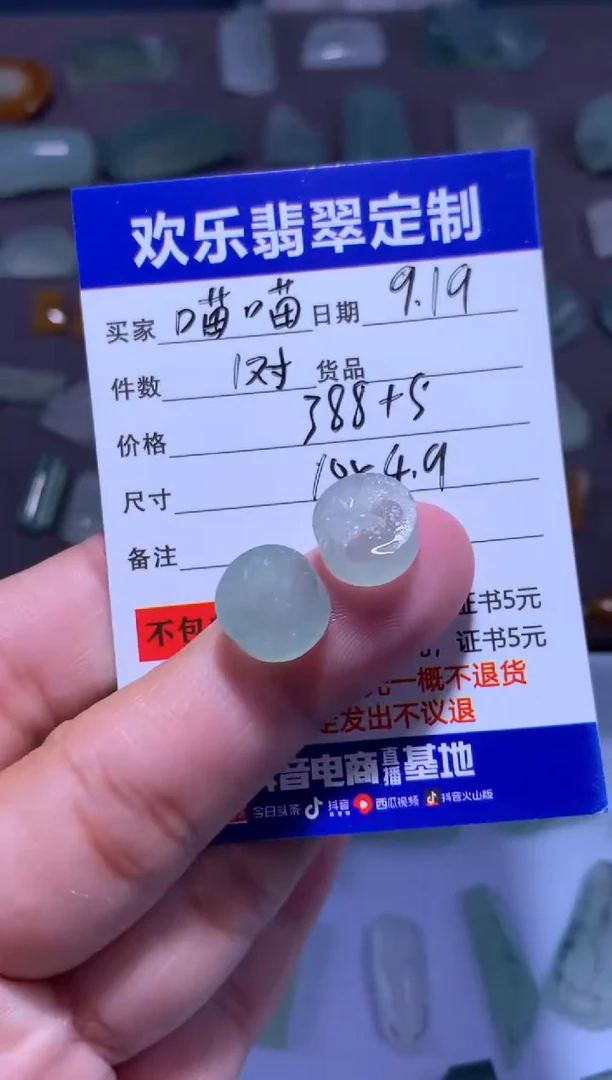 欢乐翡翠定制
买家 喵喵 日期 9.19
件数 1对 货品
价格 388+5
尺寸 4.9
备注
不包
证书5元
证书5元
一概不退货
发出不议退
音电商直播基地
今日头条 抖音 西瓜视频 抖音火山版